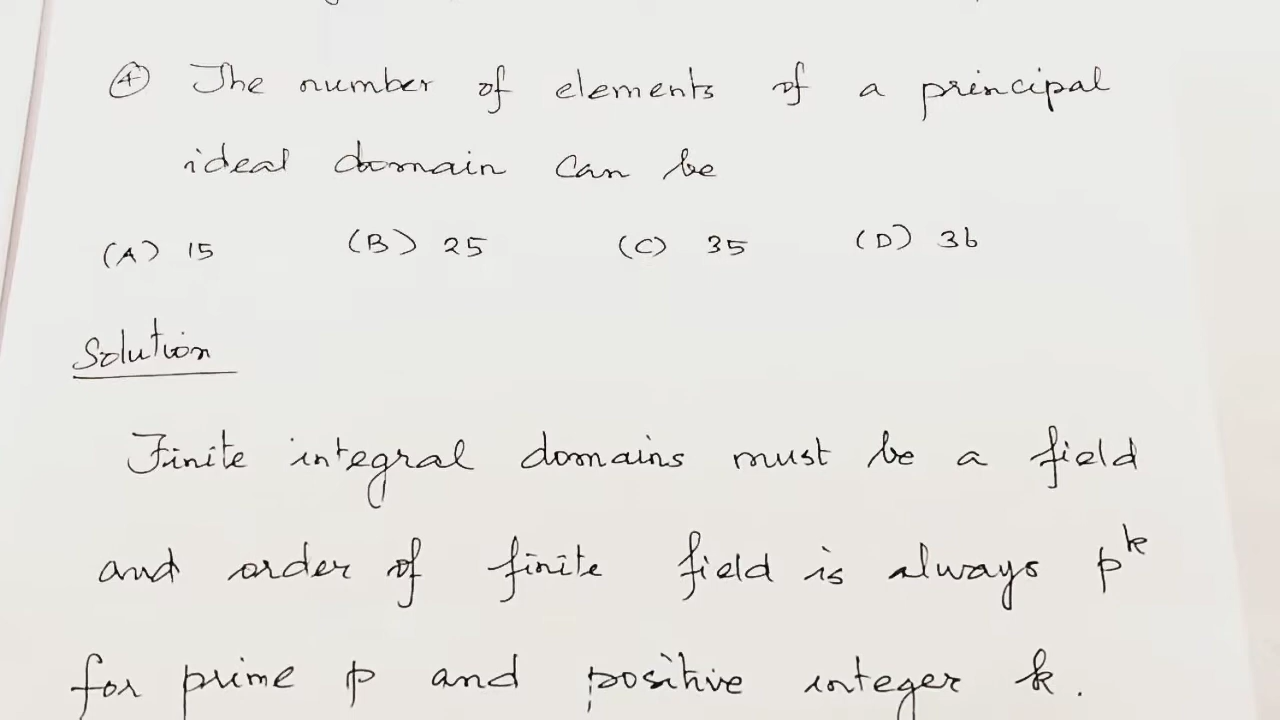 ④ The number of elements of a principal
ideal domain can be
(A) 15 (B) 25 (C) 35 (D) 36
Solution
Finite integral domains must be a field
and order of finite field is always p^k
for prime p and positive integer k.